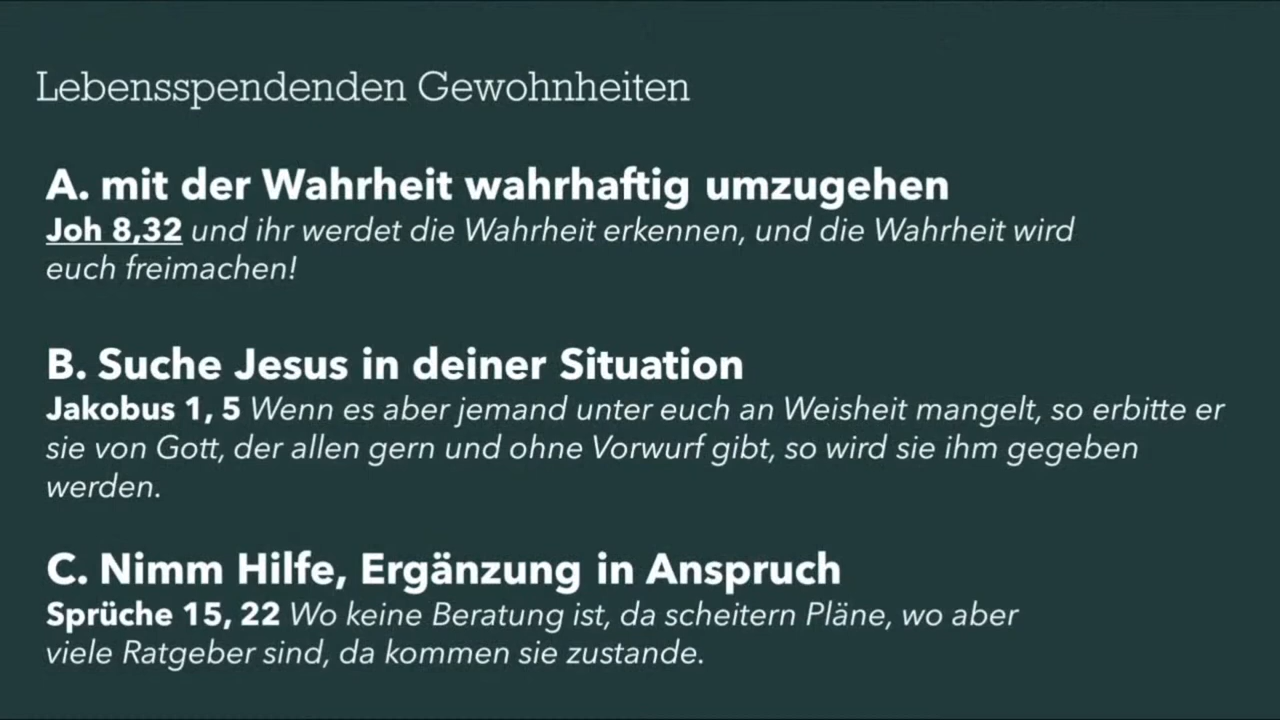 Lebensspendenden Gewohnheiten
A. mit der Wahrheit wahrhaftig umzugehen
Joh 8,32 und ihr werdet die Wahrheit erkennen, und die Wahrheit wird
euch freimachen!
B. Suche Jesus in deiner Situation
Jakobus 1, 5 Wenn es aber jemand unter euch an Weisheit mangelt, so erbitte er
sie von Gott, der allen gern und ohne Vorwurf gibt, so wird sie ihm gegeben
werden.
C. Nimm Hilfe, Ergänzung in Anspruch
Sprüche 15, 22 Wo keine Beratung ist, da scheitern Pläne, wo aber
viele Ratgeber sind, da kommen sie zustande.